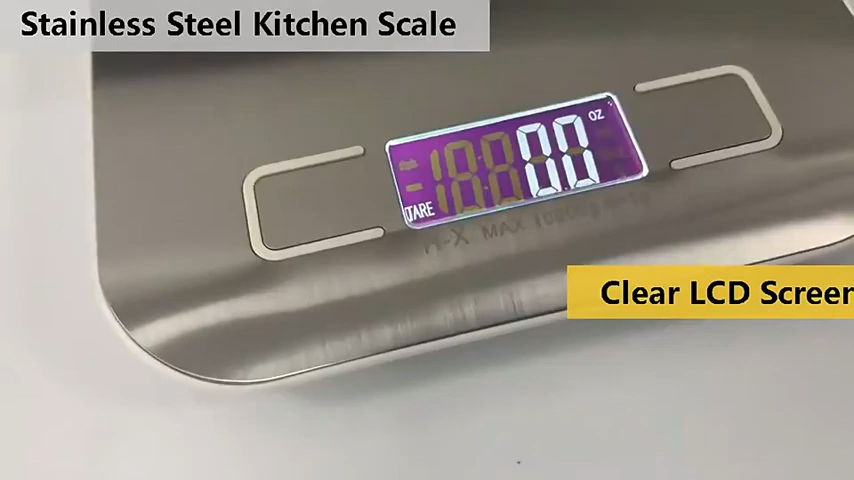 Stainless Steel Kitchen Scale
OZ
00
TARE
MAX
Clear LCD Screen